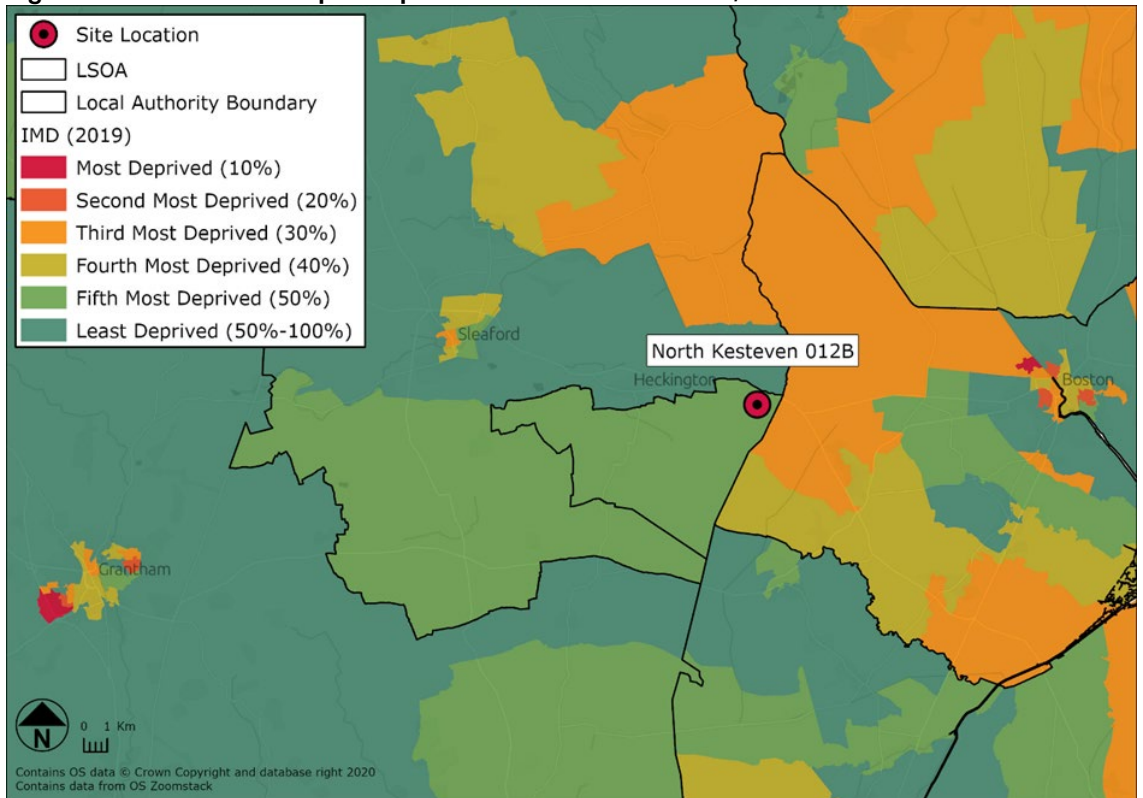 Site Location
LSOA
Local Authority Boundary
IMD (2019)
Most Deprived (10%)
Second Most Deprived (20%)
Third Most Deprived (30%)
Fourth Most Deprived (40%)
Fifth Most Deprived (50%)
Least Deprived (50%-100%)
Sleaford
North Kesteven 012B
Heckington
Boston
Grantham
N
0 1 Km
Contains OS data © Crown Copyright and database right 2020
Contains data from OS Zoomstack